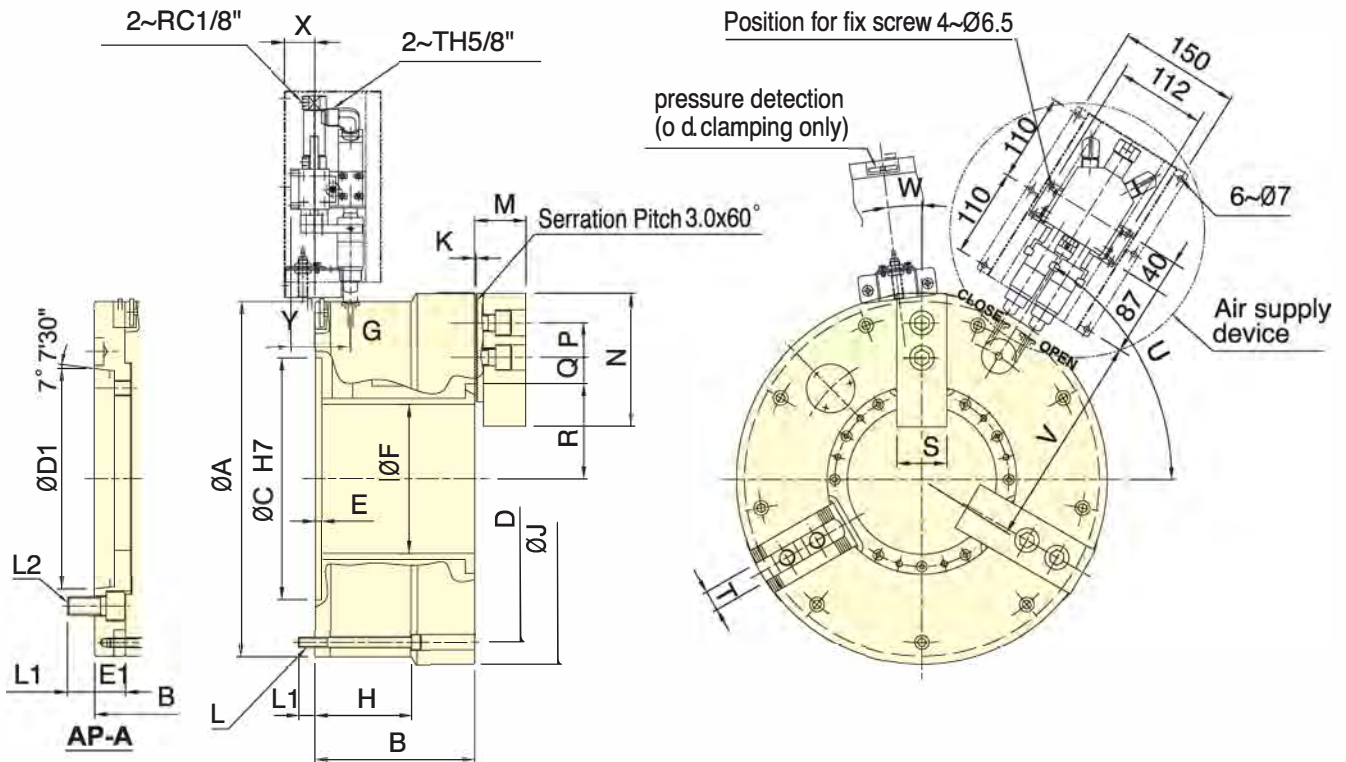 2~RC1/8"
X
2~TH5/8"
Position for fix screw 4~Ø6.5
150
112
pressure detection
(o d.clamping only)
110
110
W
6~Ø7
M
K
Serration Pitch 3.0x60°
40
87
Air supply
device
U
CLOSE
OPEN
Y
G
P
Q
N
R
7° 7'30"
ØD1
ØA
ØC H7
ØF
E
D
ØJ
S
V
T
L2
L1
E1
B
L
L1
H
B
AP-A